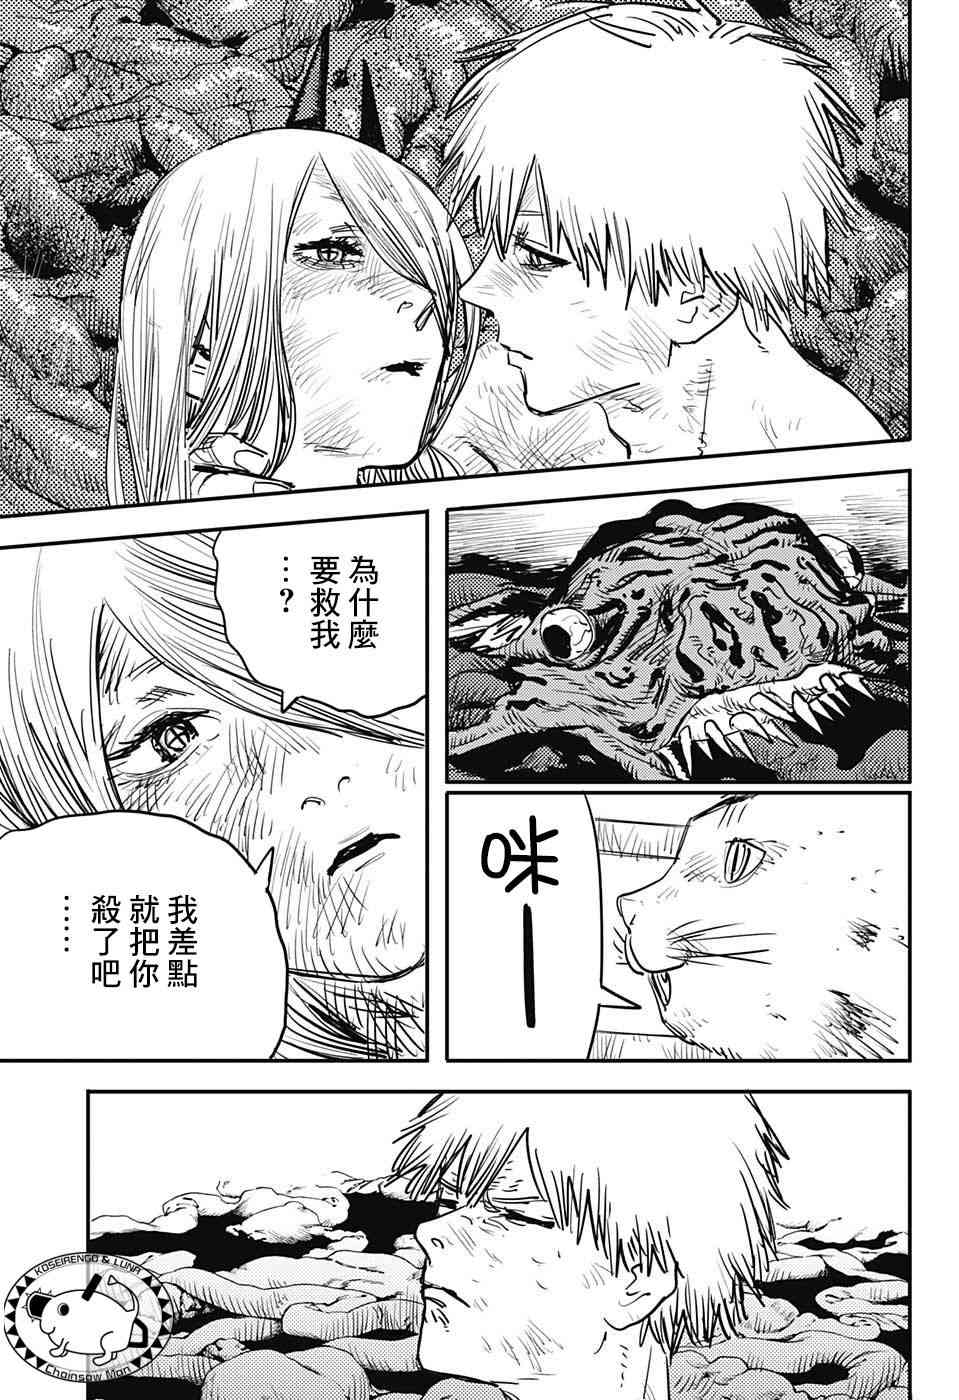 咪ー
為什麼
要救我
…?
我差點
就把你
殺了吧
……
KOSEIRENGO & LUNA
Chainsaw Man